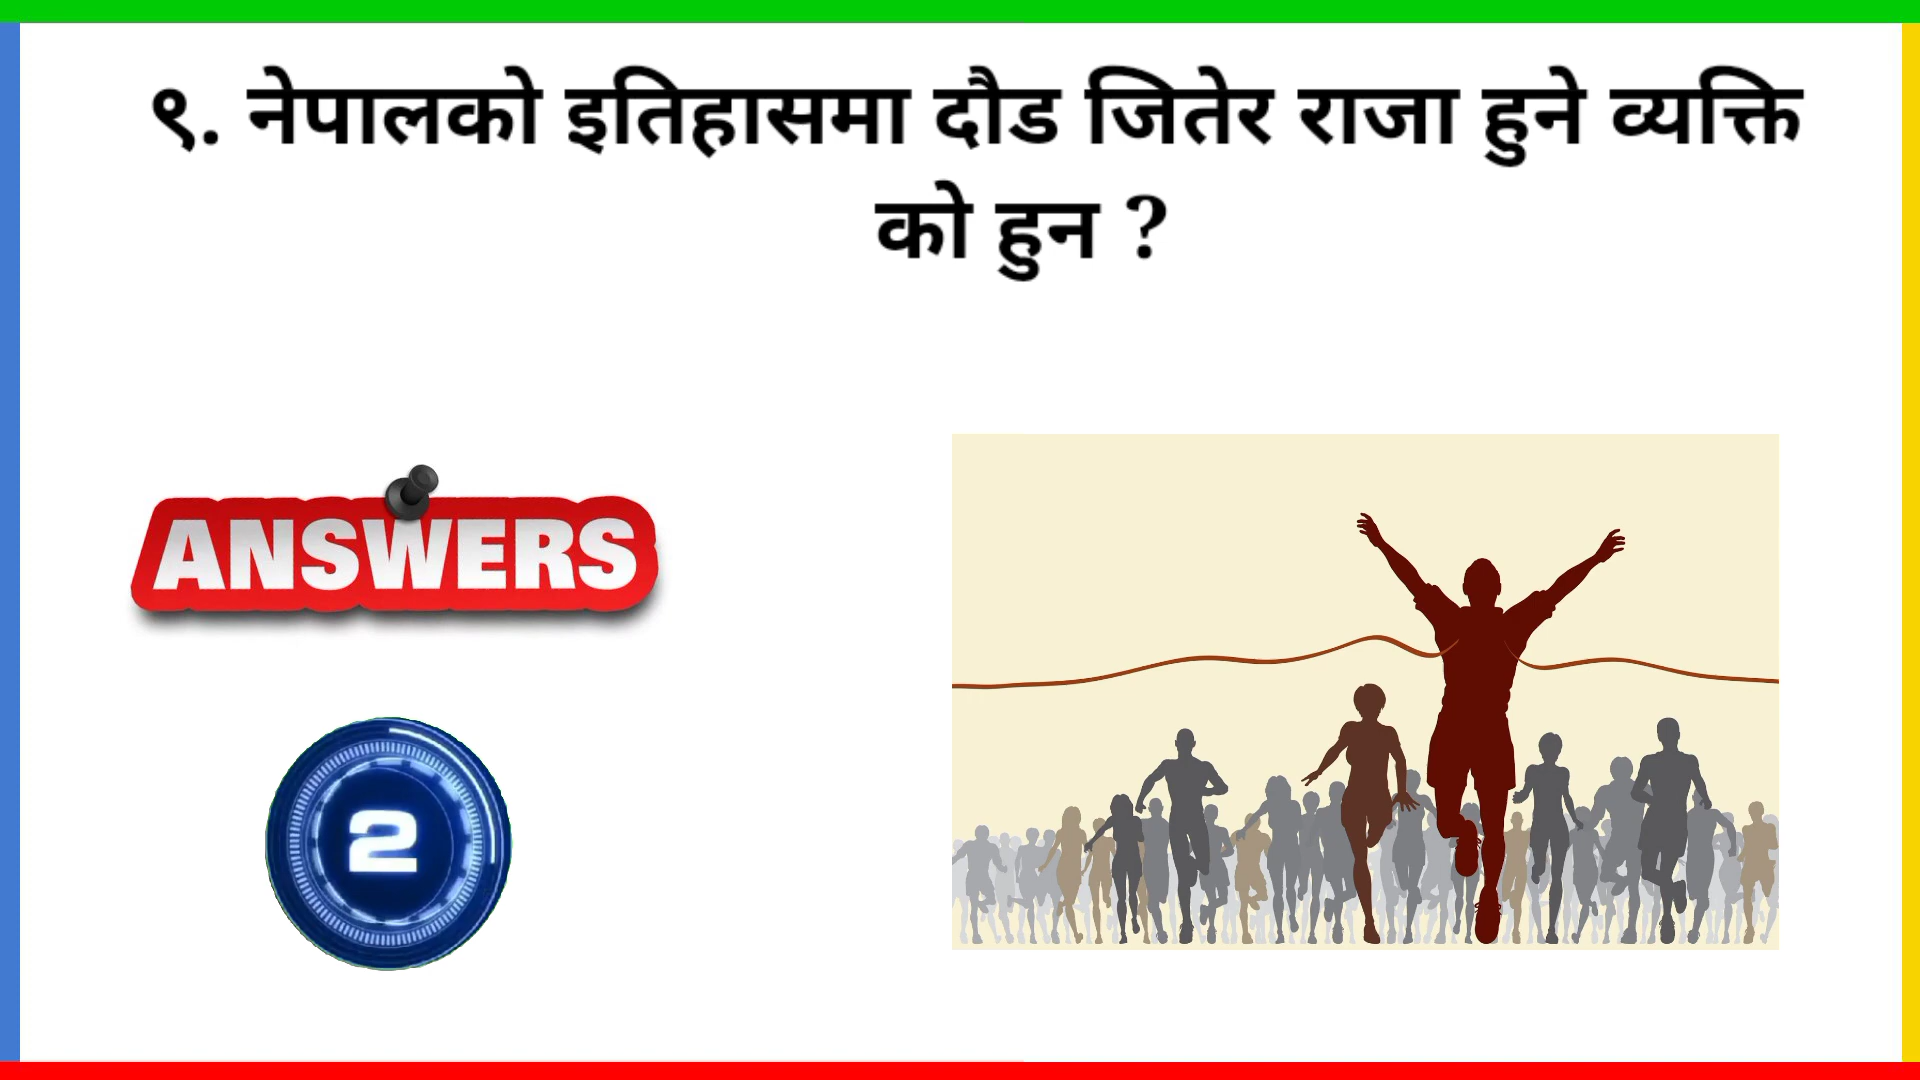 ९. नेपालको इतिहासमा दौड जितेर राजा हुने व्यक्ति
को हुन ?
ANSWERS
2